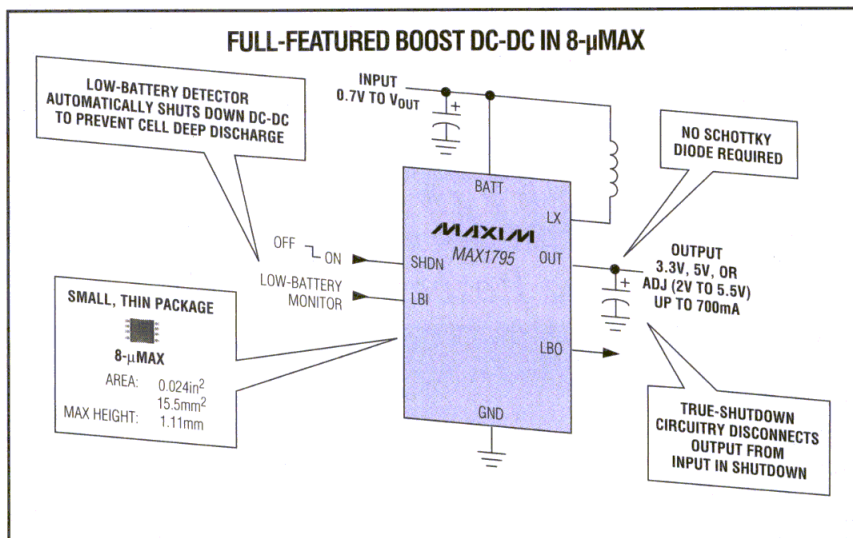 FULL-FEATURED BOOST DC-DC IN 8-µMAX
LOW-BATTERY DETECTOR
AUTOMATICALLY SHUTS DOWN DC-DC
TO PREVENT CELL DEEP DISCHARGE
INPUT
0.7V TO VOUT
+
NO SCHOTTKY
DIODE REQUIRED
BATT
LX
MAXIM
MAX1795
OUT
OFF ON
SHDN
LOW-BATTERY
MONITOR
LBI
OUTPUT
3.3V, 5V, OR
ADJ (2V TO 5.5V)
UP TO 700mA
+
LBO
GND
SMALL, THIN PACKAGE
8-µMAX
AREA: 0.024in²
15.5mm²
MAX HEIGHT: 1.11mm
TRUE-SHUTDOWN
CIRCUITRY DISCONNECTS
OUTPUT FROM
INPUT IN SHUTDOWN